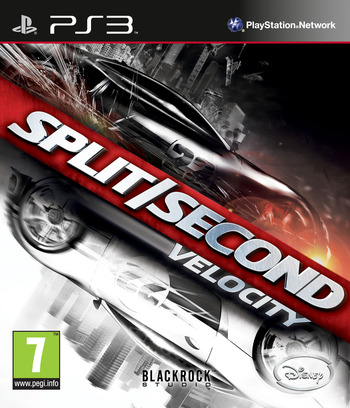 PS3
PlayStation®Network
SPLIT/SECOND
VELOCITY
7
www.pegi.info
BLACKROCK
STUDIO
Disney